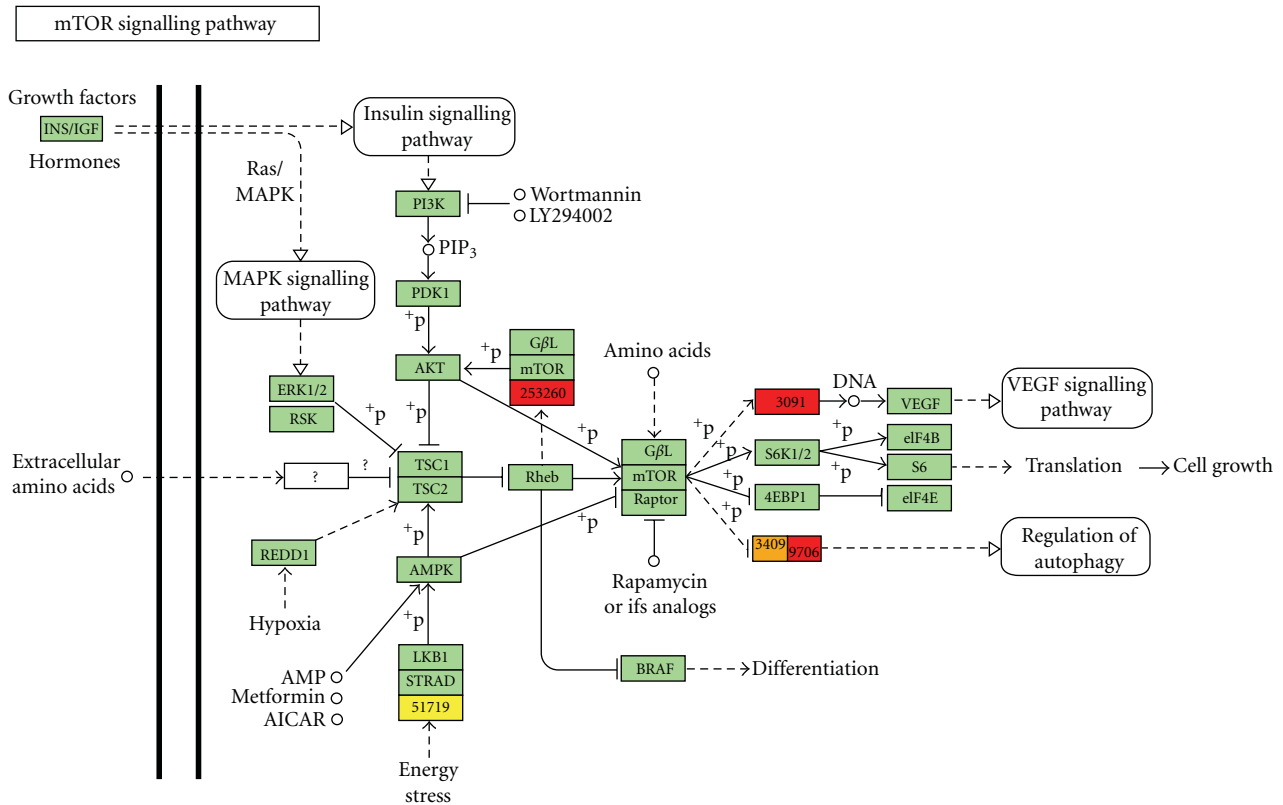 mTOR signalling pathway
Growth factors
INS/IGF
Hormones
Ras/
MAPK
Insulin signalling
pathway
PI3K
Wortmannin
LY294002
PIP3
MAPK signalling
pathway
PDK1
+p
AKT
+p
GβL
mTOR
253260
Amino acids
ERK1/2
RSK
+p
+p
+p
3091
DNA
VEGF
VEGF signalling
pathway
+p
+p
S6K1/2
+p
+p
eIF4B
S6
Translation
Cell growth
Extracellular
amino acids
?
?
TSC1
TSC2
Rheb
GβL
mTOR
Raptor
4EBP1
eIF4E
+p
+p
+p
3409
9706
Regulation of
autophagy
REDD1
AMPK
Hypoxia
Rapamycin
or ifs analogs
+p
LKB1
STRAD
51719
AMP
Metformin
AICAR
BRAF
Differentiation
Energy
stress